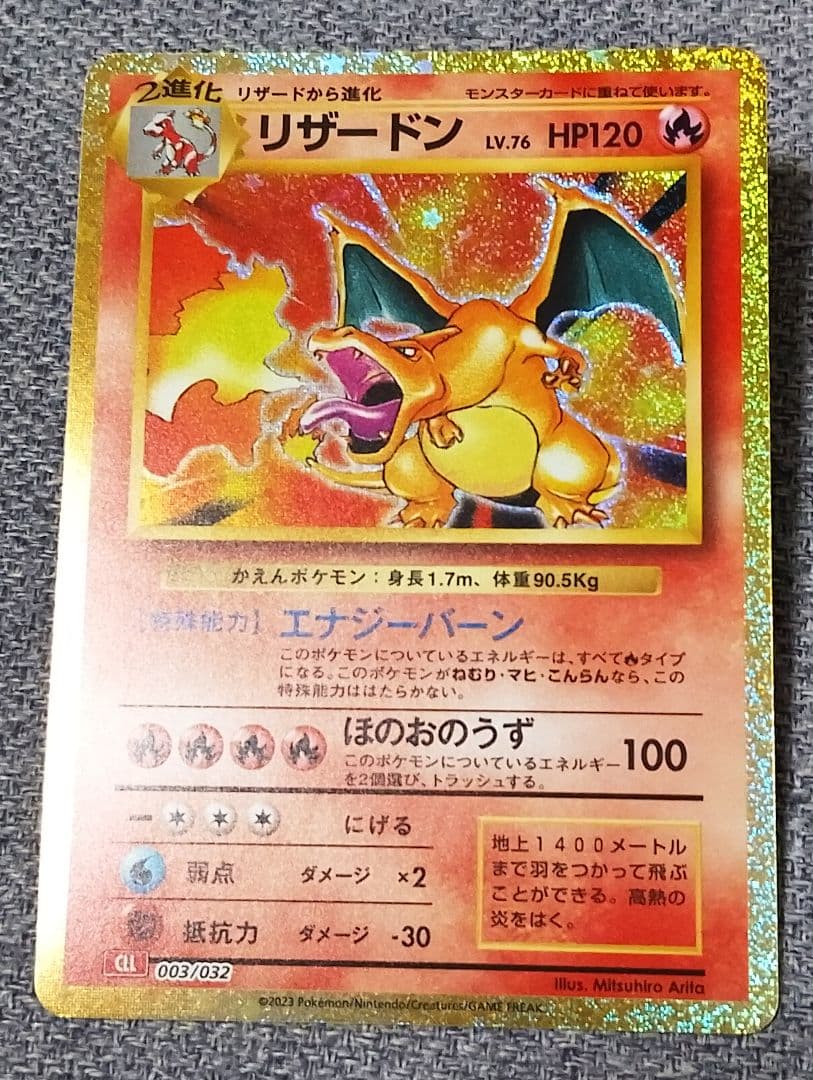 2進化 リザードから進化 モンスターカードに重ねて使います。
リザードン LV.76 HP120
かえんポケモン：身長1.7m、体重90.5Kg
【特殊能力】 エナジーバーン
このポケモンについているエネルギーは、すべてタイプ
になる。このポケモンがねむり・マヒ・こんらんなら、この
特殊能力ははたらかない。
ほのおのうず 100
このポケモンについているエネルギー
を2個選び、トラッシュする。
にげる
弱点 ダメージ ×2
抵抗力 ダメージ -30
地上1400メートル
まで羽をつかって飛ぶ
ことができる。高熱の
炎をはく。
CLL 003/032
Illus. Mitsuhiro Arita
©2023 Pokémon/Nintendo/Creatures/GAME FREAK